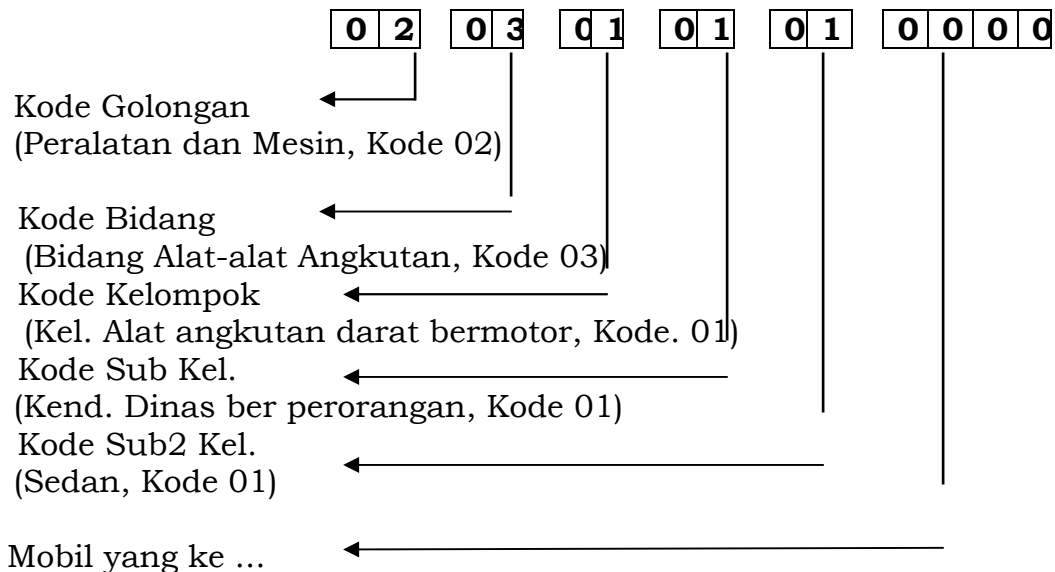 0 2 0 3 0 1 0 1 0 1 0 0 0 0
Kode Golongan
(Peralatan dan Mesin, Kode 02)
Kode Bidang
(Bidang Alat-alat Angkutan, Kode 03)
Kode Kelompok
(Kel. Alat angkutan darat bermotor, Kode. 01)
Kode Sub Kel.
(Kend. Dinas ber perorangan, Kode 01)
Kode Sub2 Kel.
(Sedan, Kode 01)
Mobil yang ke ...